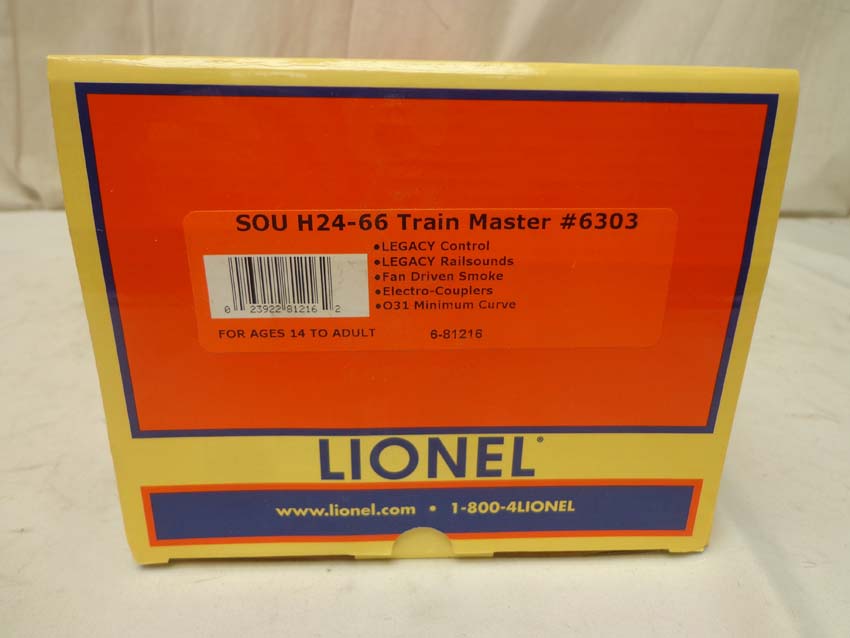 SOU H24-66 Train Master #6303
•LEGACY Control
•LEGACY Railsounds
•Fan Driven Smoke
•Electro-Couplers
•O31 Minimum Curve
0 23922 81216 2
FOR AGES 14 TO ADULT 6-81216
LIONEL®
www.lionel.com • 1-800-4LIONEL